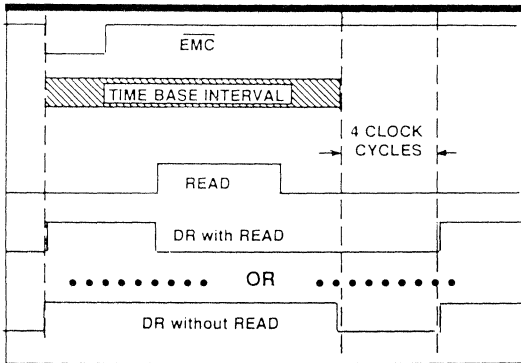 EMC
TIME BASE INTERVAL
4 CLOCK
CYCLES
READ
DR with READ
OR
DR without READ